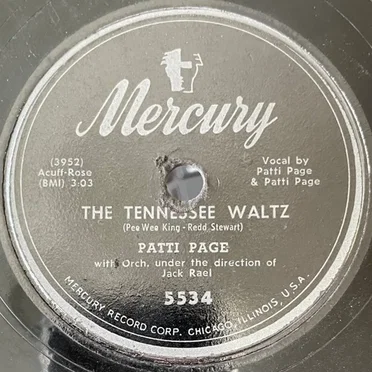 Mercury
(3952)
Acuff-Rose
(BMI) 3:03
Vocal by
Patti Page
& Patti Page
THE TENNESSEE WALTZ
(Pee Wee King - Redd Stewart)
PATTI PAGE
with Orch. under the direction of
Jack Rael
5534
MERCURY RECORD CORP. CHICAGO, ILLINOIS, U.S.A.